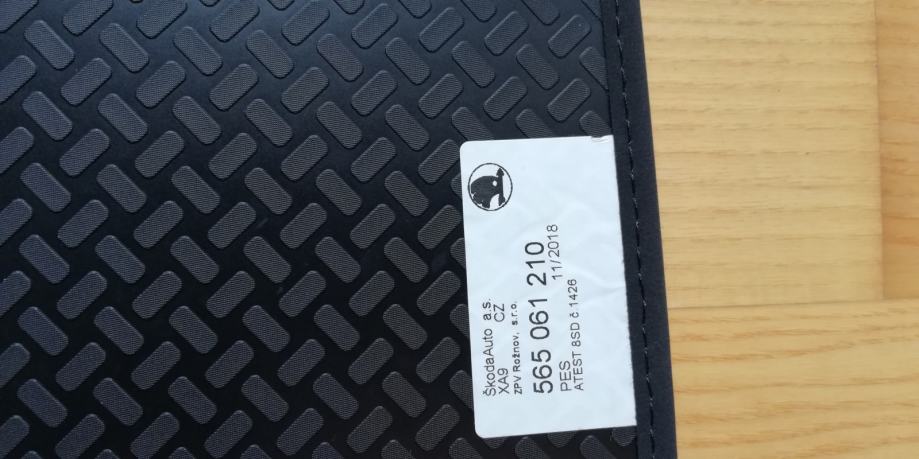 ŠkodaAuto a.s.
XA9 CZ
ZPV Rožnov, s.r.o.
565 061 210
PES 11/2018
ATEST 8SD č.1426